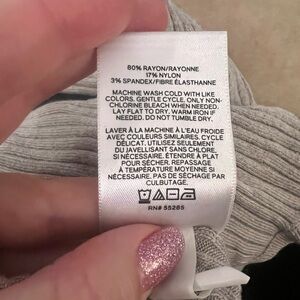 80% RAYON/RAYONNE
17% NYLON
3% SPANDEX/FIBRE ÉLASTHANNE
MACHINE WASH COLD WITH LIKE
COLORS. GENTLE CYCLE. ONLY NON-
CHLORINE BLEACH WHEN NEEDED.
LAY FLAT TO DRY. WARM IRON IF
NEEDED. DO NOT TUMBLE DRY.
LAVER À LA MACHINE À L'EAU FROIDE
AVEC COULEURS SIMILAIRES. CYCLE
DÉLICAT. UTILISEZ SEULEMENT
DU JAVELLISANT SANS CHLORE,
SI NÉCESSAIRE. ÉTENDRE À PLAT
POUR SÉCHER. REPASSAGE
À TEMPÉRATURE MOYENNE SI
NÉCESSAIRE. PAS DE SÉCHAGE PAR
CULBUTAGE.
RN# 55285